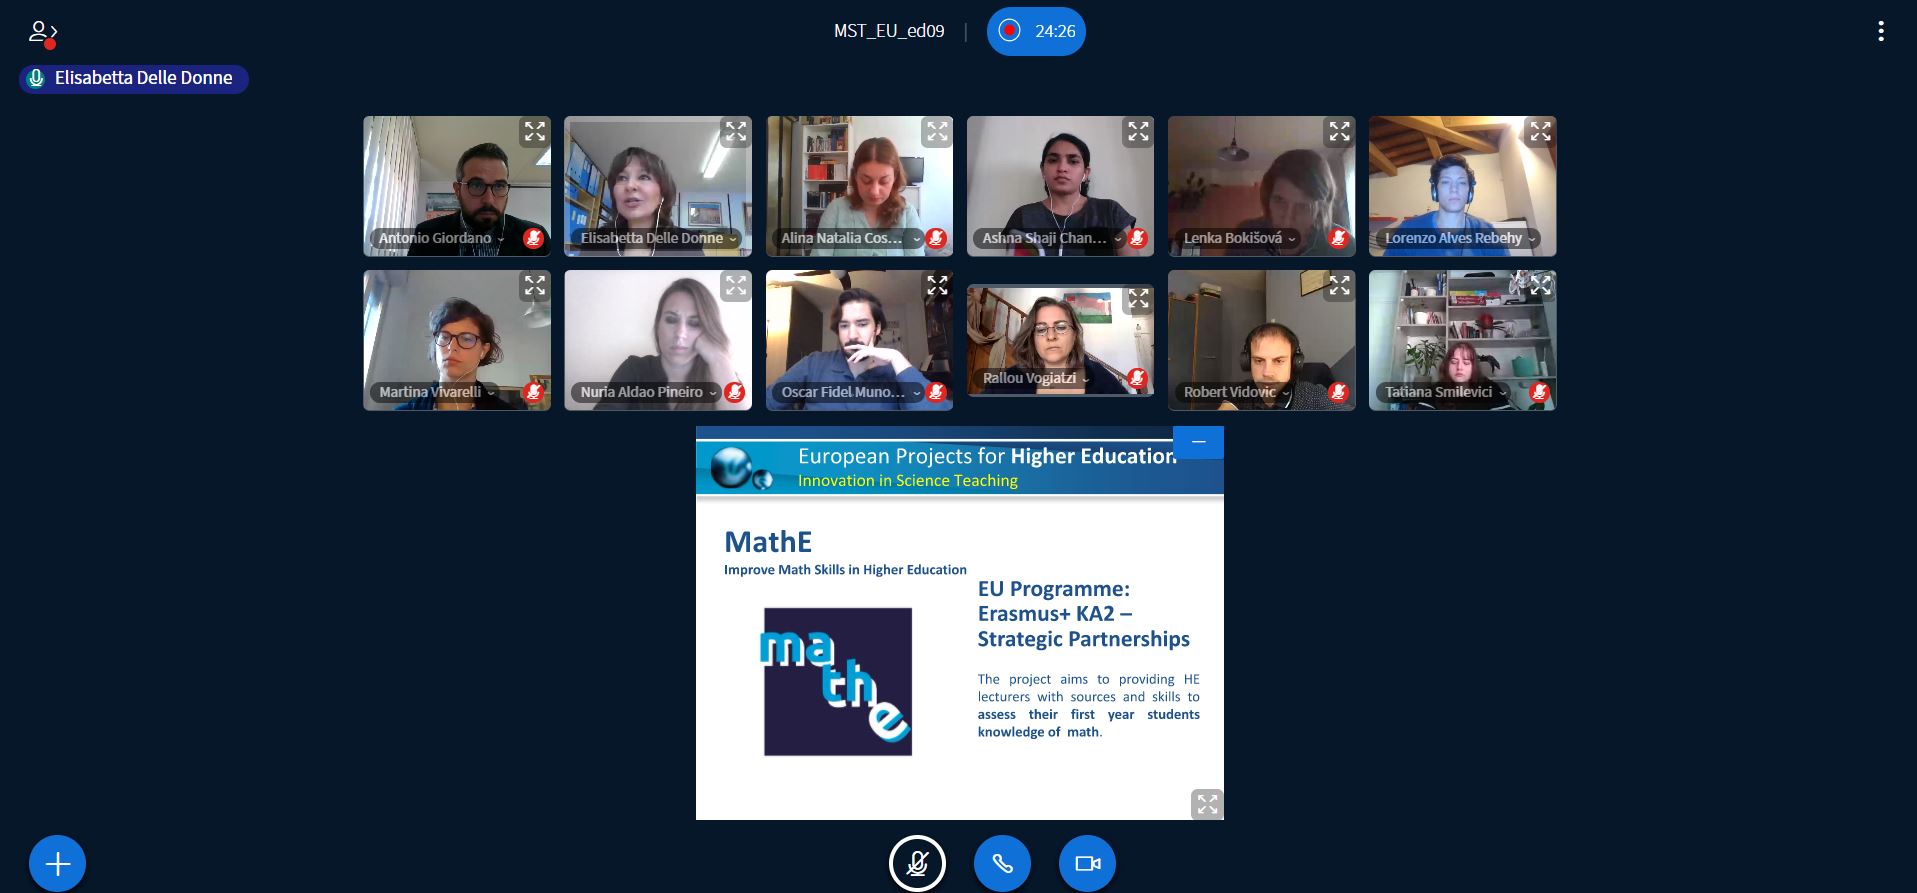 MST_EU_ed09 | 24:26
Elisabetta Delle Donne
Antonio Giordano
Elisabetta Delle Donne
Alina Natalia Cos...
Ashna Shaji Chan...
Lenka Bokišová
Lorenzo Alves Rebehy
Martina Vivarelli
Nuria Aldao Pineiro
Oscar Fidel Muno...
Rallou Vogiatzi
Robert Vidovic
Tatiana Smilevici
European Projects for Higher Education
Innovation in Science Teaching
MathE
Improve Math Skills in Higher Education
mathe
EU Programme:
Erasmus+ KA2 –
Strategic Partnerships
The project aims to providing HE
lecturers with sources and skills to
assess their first year students
knowledge of math.